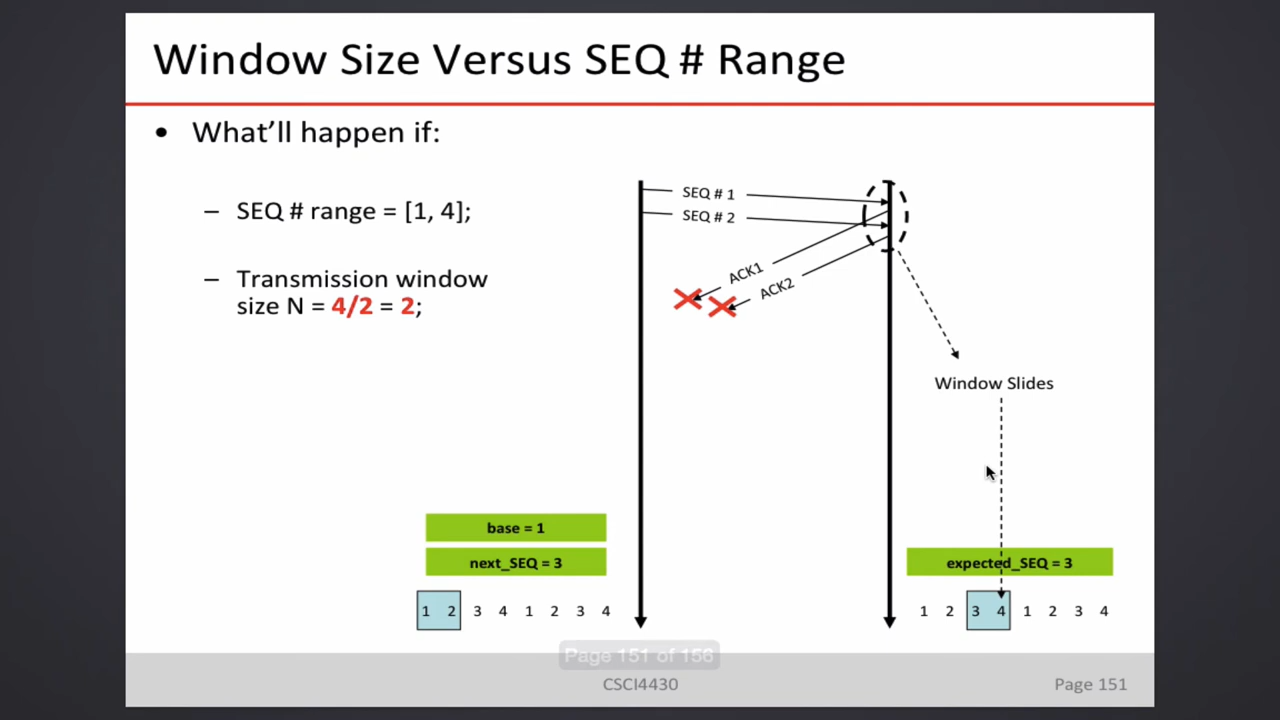 Window Size Versus SEQ # Range
• What'll happen if:
– SEQ # range = [1, 4];
– Transmission window
size N = 4/2 = 2;
SEQ # 1
SEQ # 2
ACK1
ACK2
Window Slides
base = 1
next_SEQ = 3
expected_SEQ = 3
1 2 3 4 1 2 3 4
1 2 3 4 1 2 3 4
Page 151 of 156
CSCI4430
Page 151